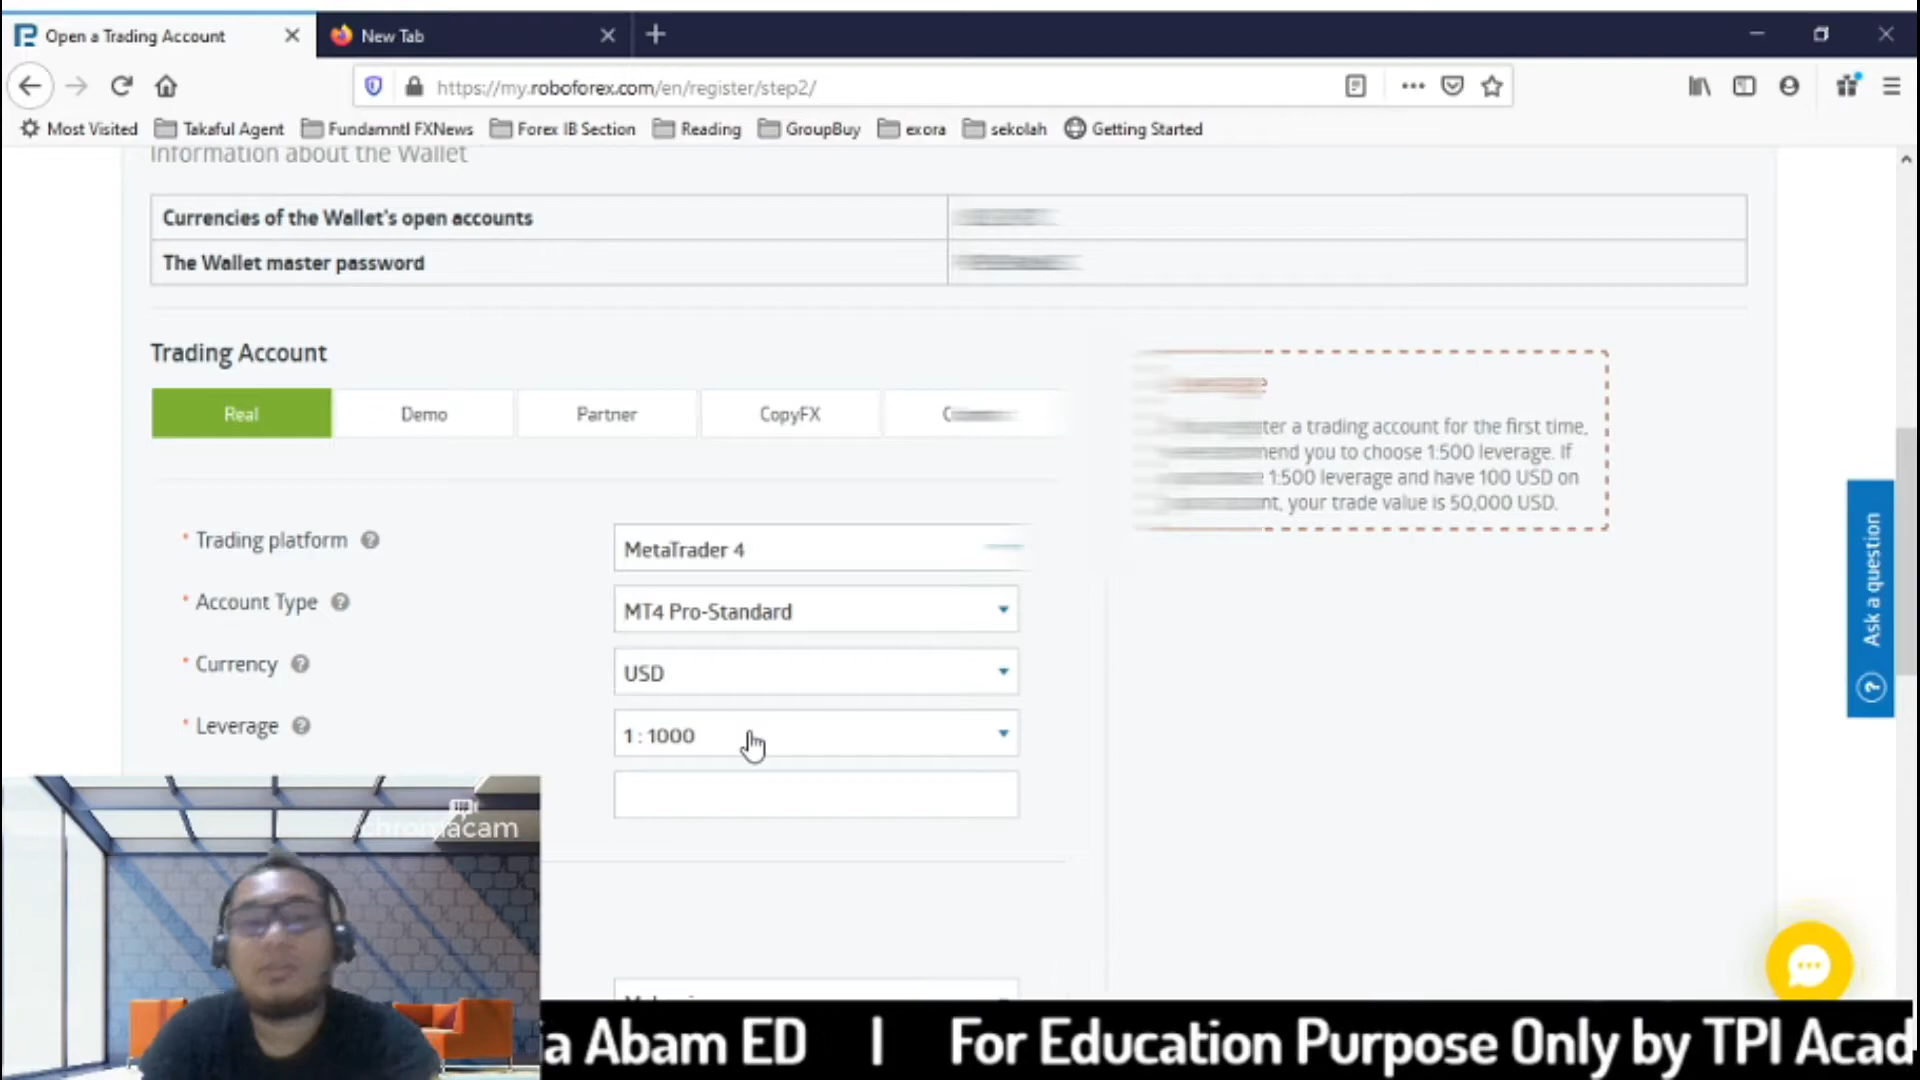 Open a Trading Account
New Tab
https://my.roboforex.com/en/register/step2/
Most Visited Takaful Agent Fundamntl FXNews Forex IB Section Reading GroupBuy exora sekolah Getting Started
Information about the Wallet
Currencies of the Wallet's open accounts
The Wallet master password
Trading Account
Real Demo Partner CopyFX
ter a trading account for the first time,
nend you to choose 1:500 leverage. If
1:500 leverage and have 100 USD on
nt, your trade value is 50,000 USD.
* Trading platform ? MetaTrader 4
* Account Type ? MT4 Pro-Standard
* Currency ? USD
* Leverage ? 1 : 1000
Ask a question
?
chromacam
a Abam ED | For Education Purpose Only by TPI Acad